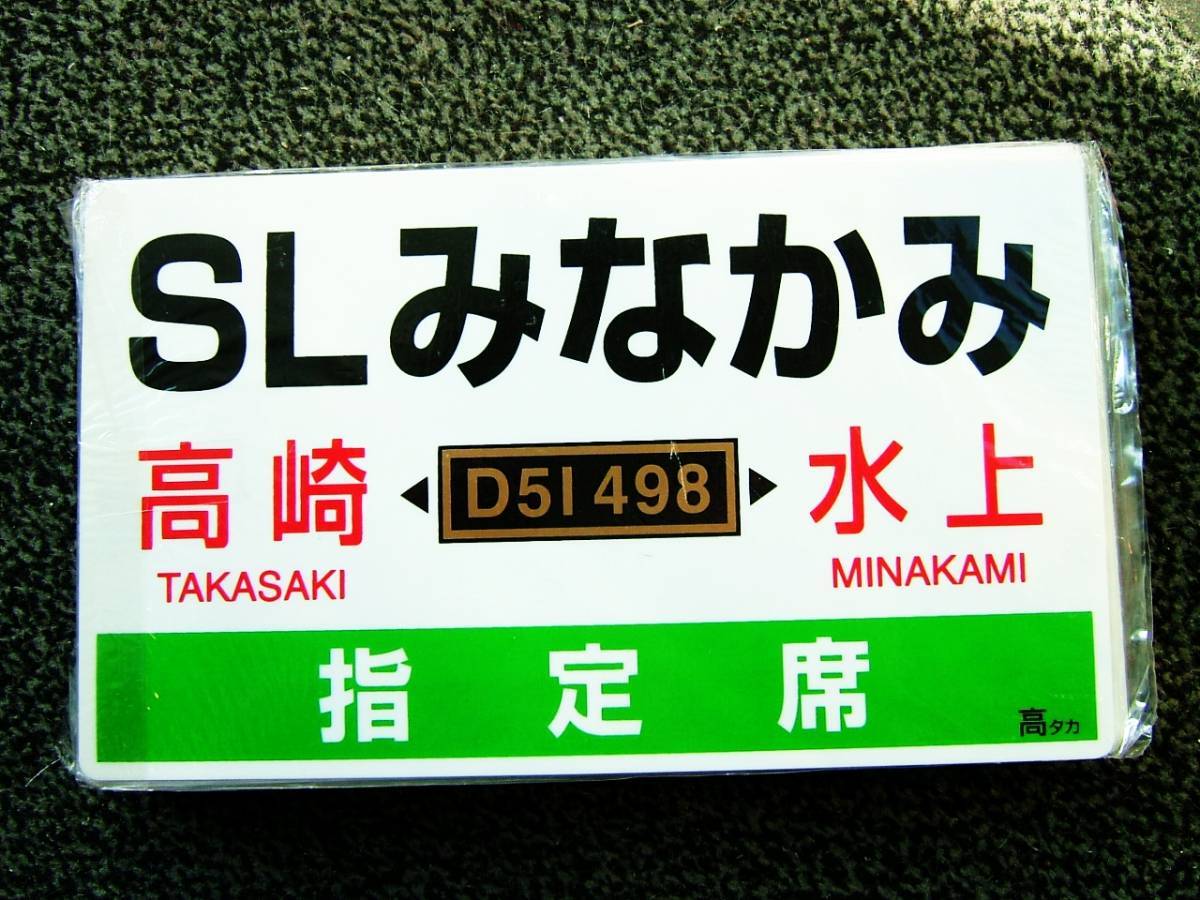 SLみなかみ
高崎 ◀ D51 498 ▶ 水上
TAKASAKI MINAKAMI
指定席
高タカ